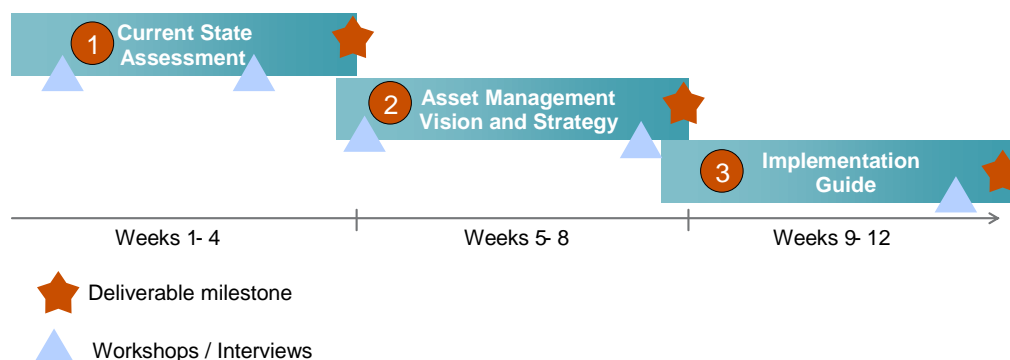 1
Current State
Assessment
2
Asset Management
Vision and Strategy
3
Implementation
Guide
Weeks 1- 4
Weeks 5- 8
Weeks 9- 12
Deliverable milestone
Workshops / Interviews